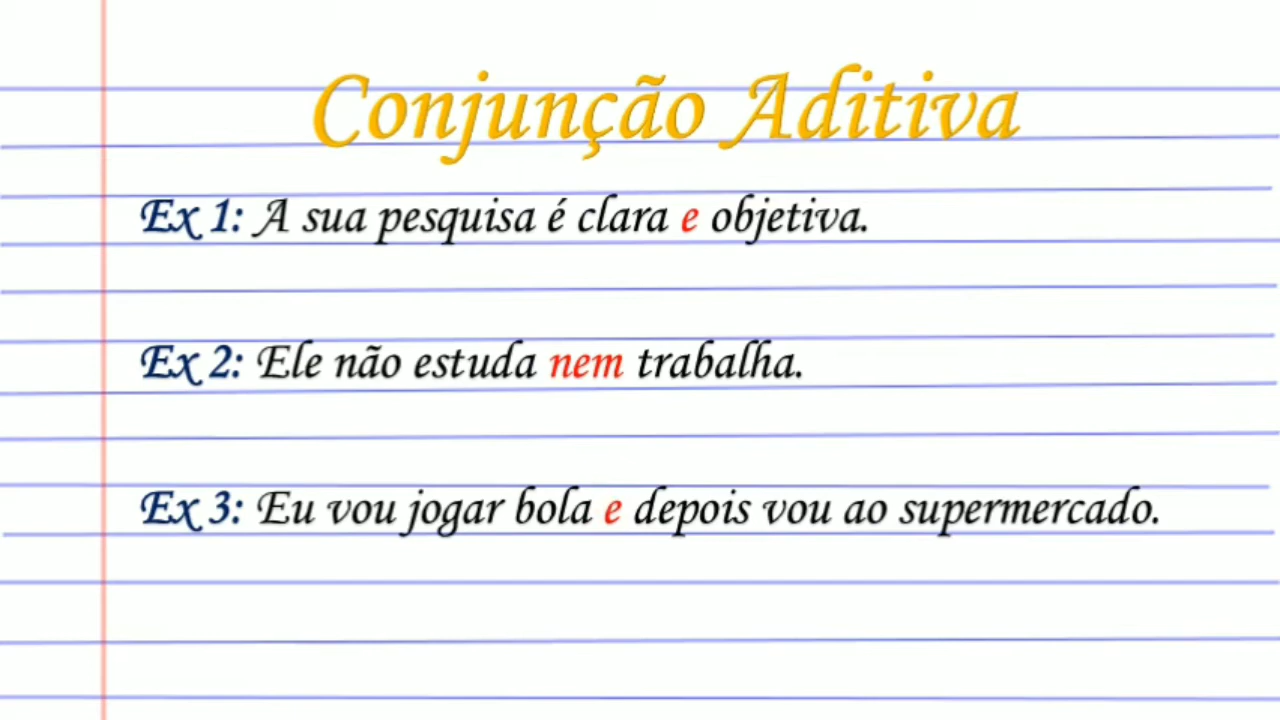 Conjunção Aditiva
Ex 1: A sua pesquisa é clara e objetiva.
Ex 2: Ele não estuda nem trabalha.
Ex 3: Eu vou jogar bola e depois vou ao supermercado.